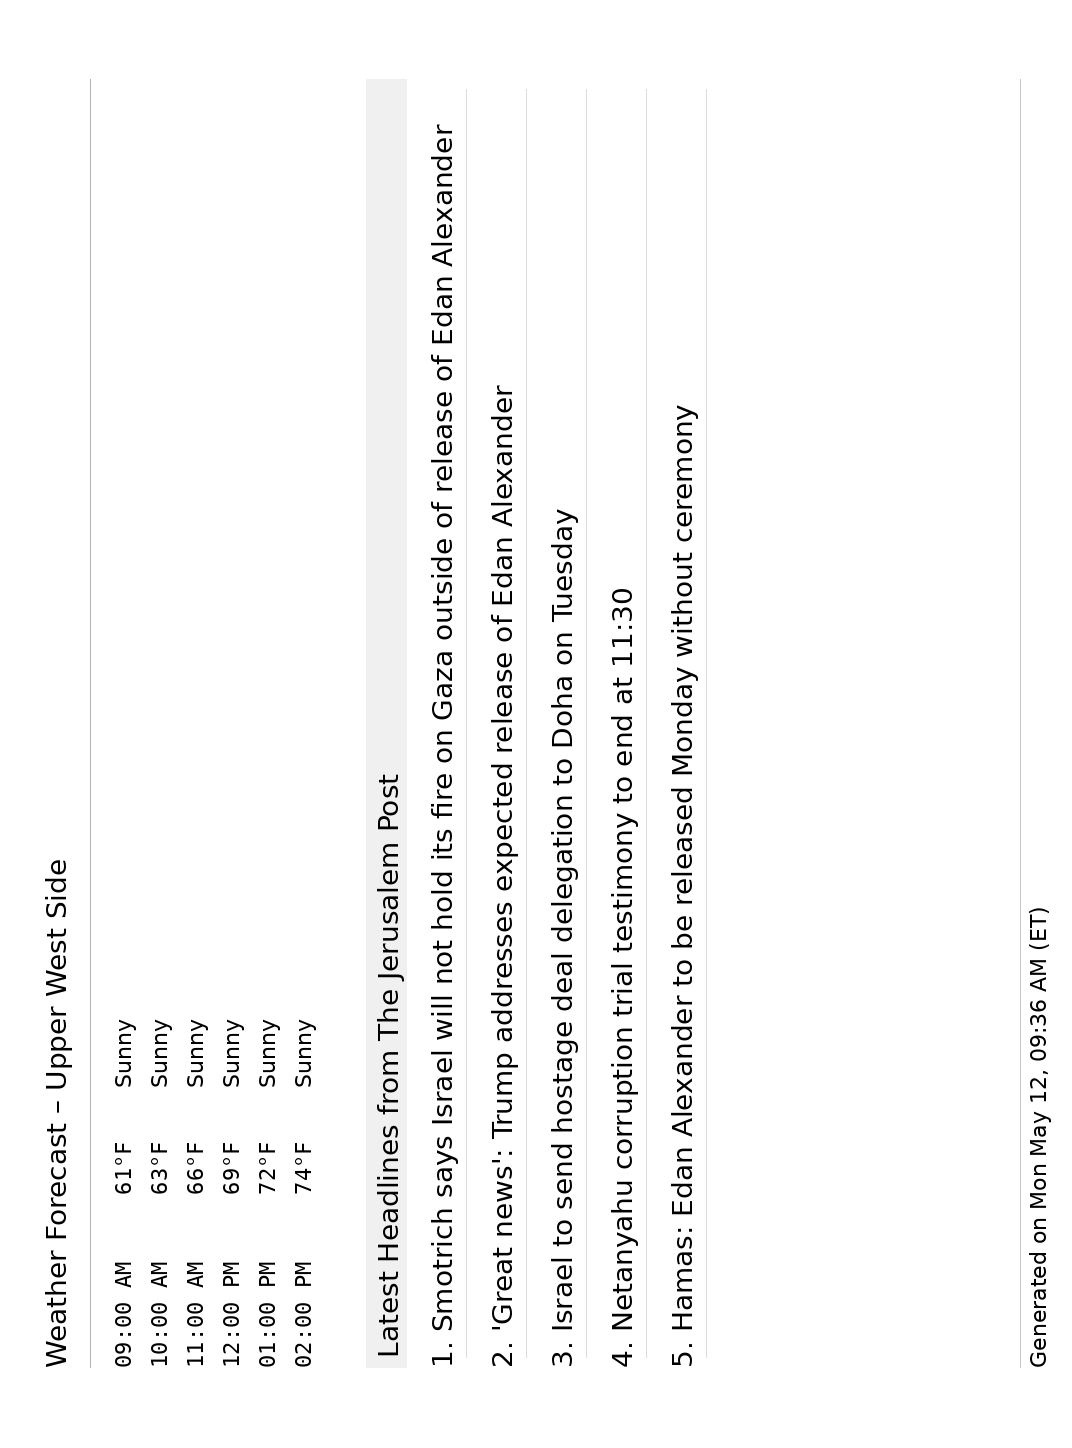 Weather Forecast – Upper West Side
09:00 AM 61°F Sunny
10:00 AM 63°F Sunny
11:00 AM 66°F Sunny
12:00 PM 69°F Sunny
01:00 PM 72°F Sunny
02:00 PM 74°F Sunny
Latest Headlines from The Jerusalem Post
1. Smotrich says Israel will not hold its fire on Gaza outside of release of Edan Alexander
2. 'Great news': Trump addresses expected release of Edan Alexander
3. Israel to send hostage deal delegation to Doha on Tuesday
4. Netanyahu corruption trial testimony to end at 11:30
5. Hamas: Edan Alexander to be released Monday without ceremony
Generated on Mon May 12, 09:36 AM (ET)